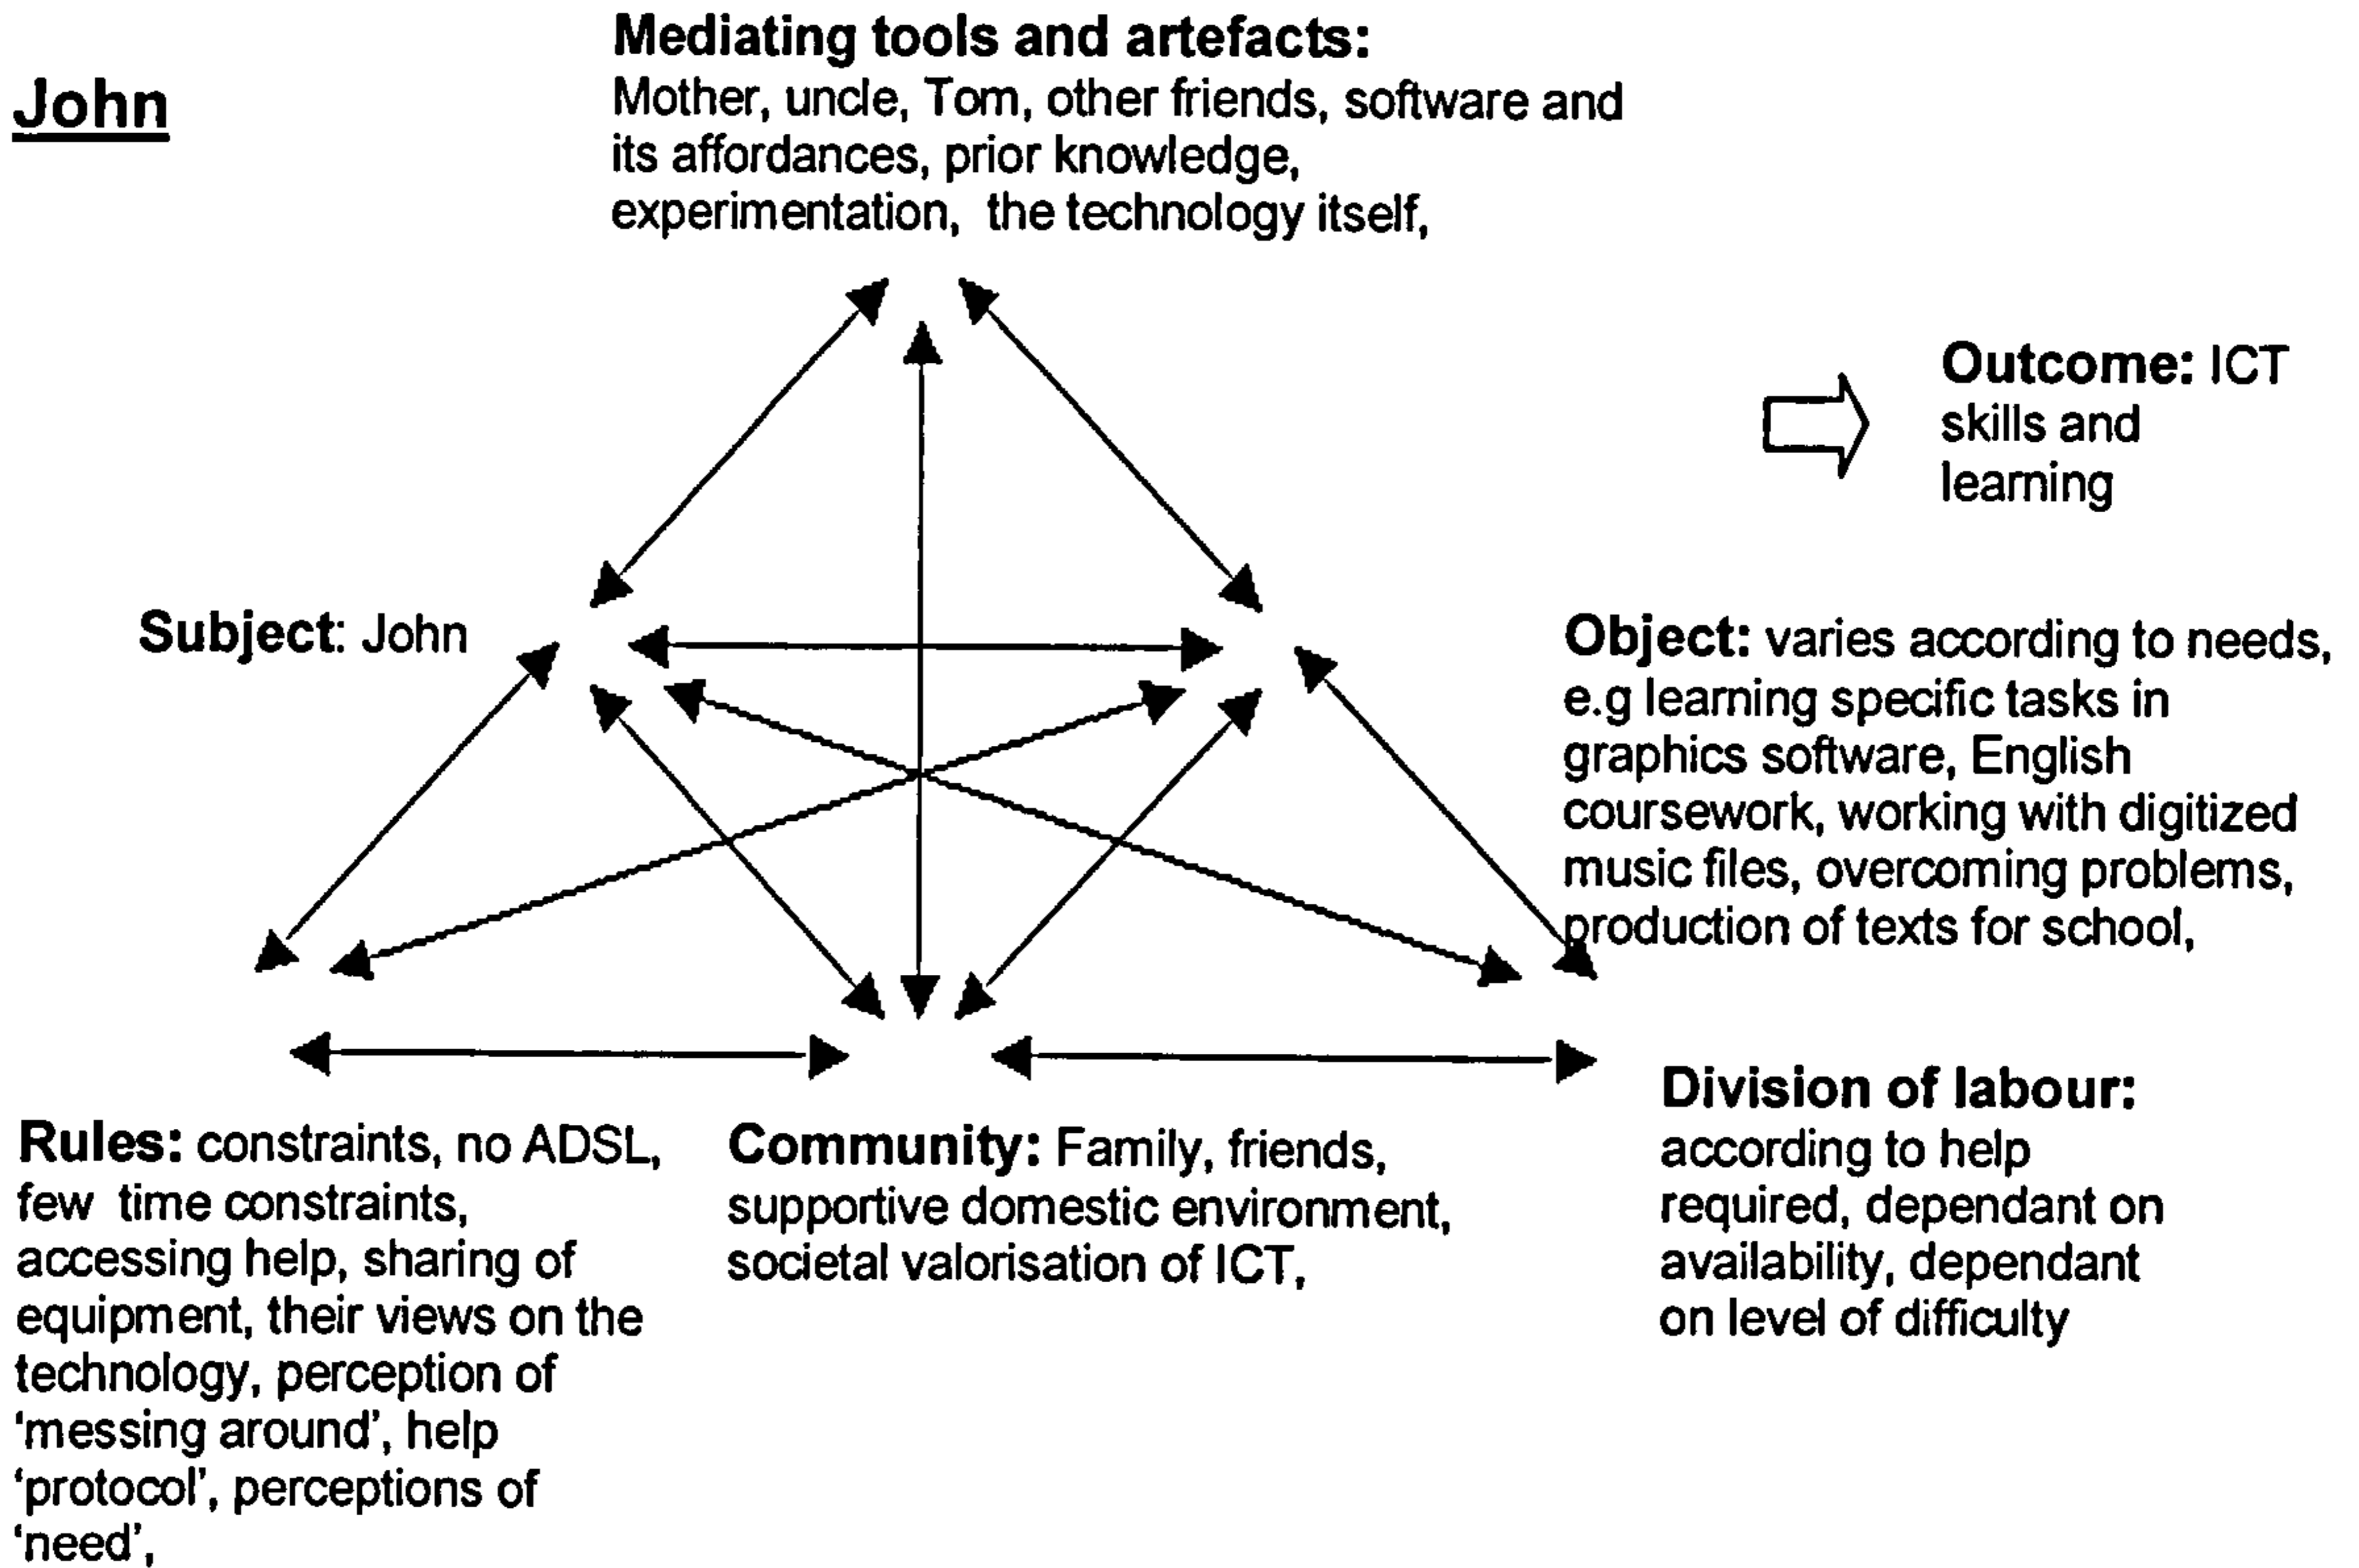 John
Mediating tools and artefacts:
Mother, uncle, Tom, other friends, software and
its affordances, prior knowledge,
experimentation, the technology itself,
Outcome: ICT
skills and
learning
Subject: John
Object: varies according to needs,
e.g learning specific tasks in
graphics software, English
coursework, working with digitized
music files, overcoming problems,
production of texts for school,
Rules: constraints, no ADSL,
few time constraints,
accessing help, sharing of
equipment, their views on the
technology, perception of
‘messing around’, help
‘protocol’, perceptions of
‘need’,
Community: Family, friends,
supportive domestic environment,
societal valorisation of ICT,
Division of labour:
according to help
required, dependant on
availability, dependant
on level of difficulty